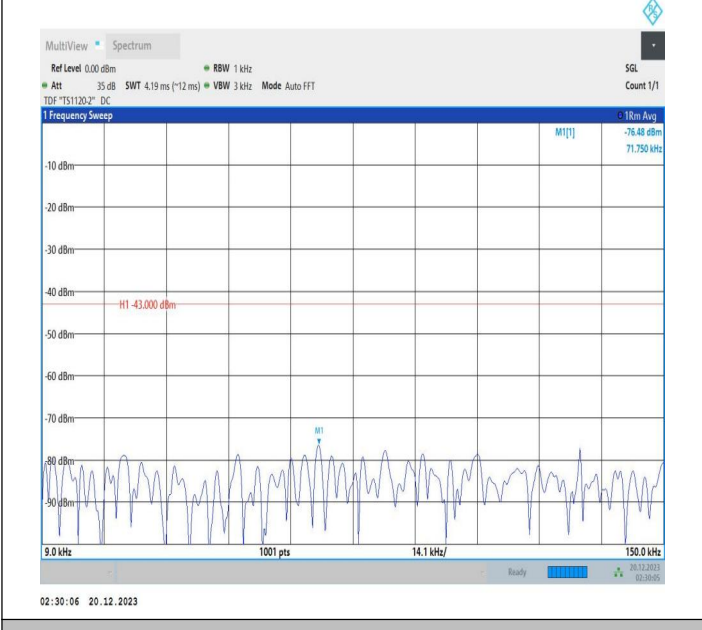 R&S
MultiView Spectrum
Ref Level 0.00 dBm RBW 1 kHz SGL
Att 35 dB SWT 4.19 ms (~12 ms) VBW 3 kHz Mode Auto FFT Count 1/1
TDF "TS1120-2" DC
1 Frequency Sweep 1Rm Avg
M1[1] -76.48 dBm
71.750 kHz
-10 dBm
-20 dBm
-30 dBm
-40 dBm
H1 -43.000 dBm
-50 dBm
-60 dBm
-70 dBm
M1
-80 dBm
-90 dBm
9.0 kHz 1001 pts 14.1 kHz/ 150.0 kHz
Ready 20.12.2023
02:30:05
02:30:06 20.12.2023